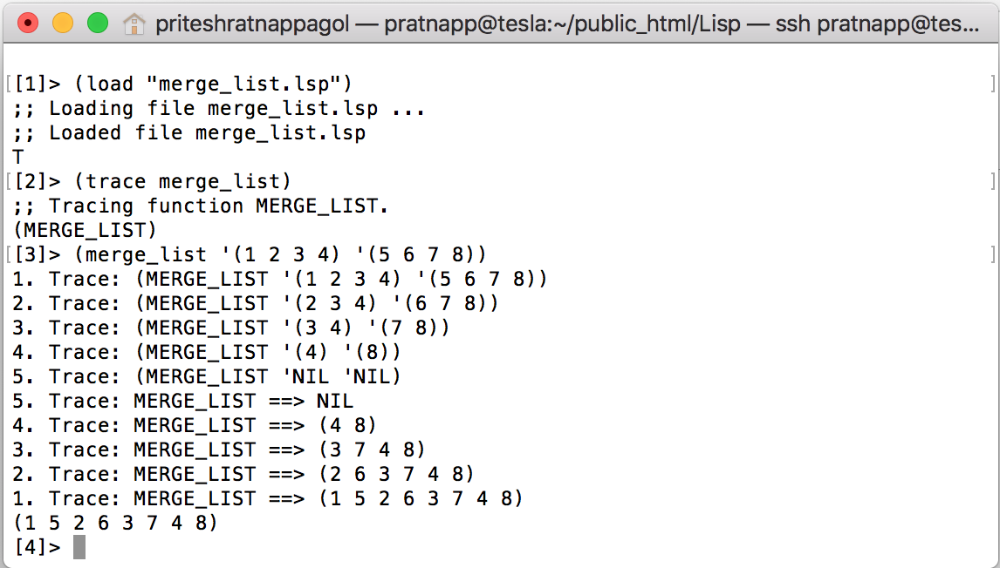 priteshratnappagol — pratnapp@tesla:~/public_html/Lisp — ssh pratnapp@tes...
[[1]> (load "merge_list.lsp") ]
;; Loading file merge_list.lsp ...
;; Loaded file merge_list.lsp
T
[[2]> (trace merge_list) ]
;; Tracing function MERGE_LIST.
(MERGE_LIST)
[[3]> (merge_list '(1 2 3 4) '(5 6 7 8)) ]
1. Trace: (MERGE_LIST '(1 2 3 4) '(5 6 7 8))
2. Trace: (MERGE_LIST '(2 3 4) '(6 7 8))
3. Trace: (MERGE_LIST '(3 4) '(7 8))
4. Trace: (MERGE_LIST '(4) '(8))
5. Trace: (MERGE_LIST 'NIL 'NIL)
5. Trace: MERGE_LIST ==> NIL
4. Trace: MERGE_LIST ==> (4 8)
3. Trace: MERGE_LIST ==> (3 7 4 8)
2. Trace: MERGE_LIST ==> (2 6 3 7 4 8)
1. Trace: MERGE_LIST ==> (1 5 2 6 3 7 4 8)
(1 5 2 6 3 7 4 8)
[4]>